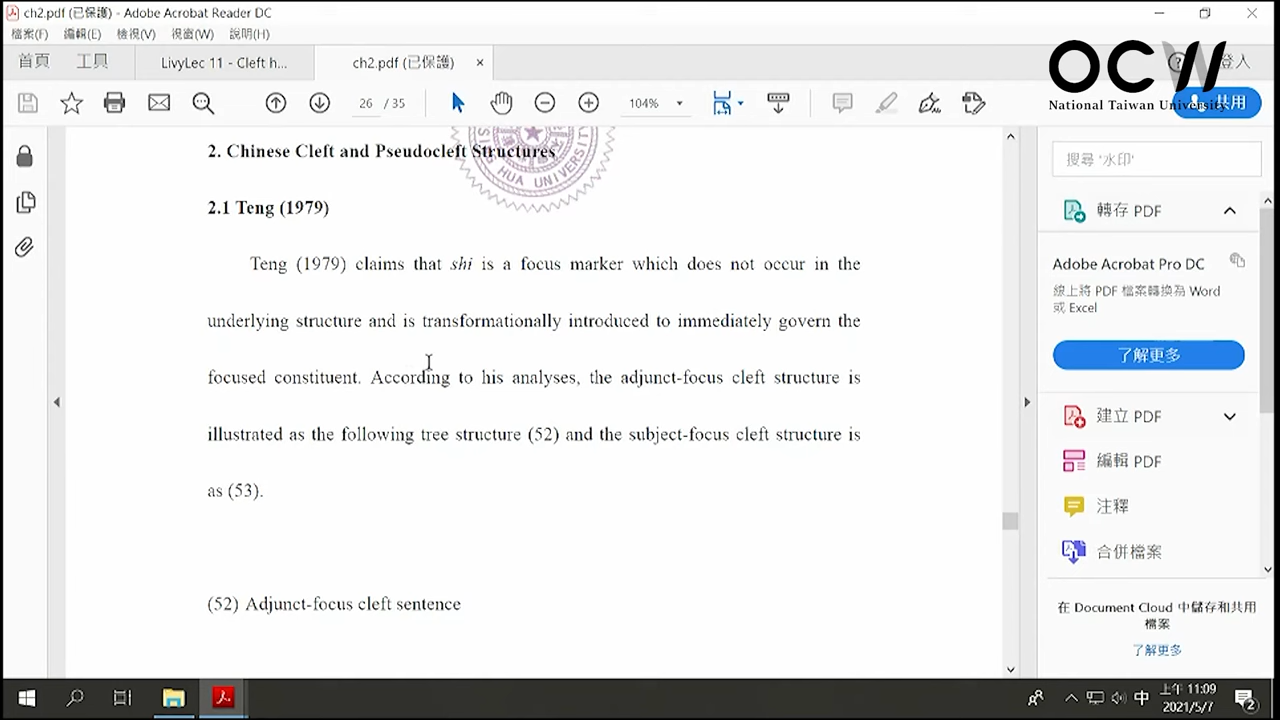 ch2.pdf (已保護) - Adobe Acrobat Reader DC
檔案(F) 編輯(E) 檢視(V) 視窗(W) 說明(H)
首頁 工具 LivyLec 11 - Cleft h... ch2.pdf (已保護) × 登入
OCW
National Taiwan University
26 / 35 104% 共用
搜尋 '水印'
轉存 PDF
Adobe Acrobat Pro DC
線上將 PDF 檔案轉換為 Word
或 Excel
了解更多
建立 PDF
編輯 PDF
注釋
合併檔案
在 Document Cloud 中儲存和共用
檔案
了解更多
HUA UNIVERSITY
2. Chinese Cleft and Pseudocleft Structures
2.1 Teng (1979)
Teng (1979) claims that shi is a focus marker which does not occur in the
underlying structure and is transformationally introduced to immediately govern the
focused constituent. According to his analyses, the adjunct-focus cleft structure is
illustrated as the following tree structure (52) and the subject-focus cleft structure is
as (53).
(52) Adjunct-focus cleft sentence
中 上午 11:09
2021/5/7
2